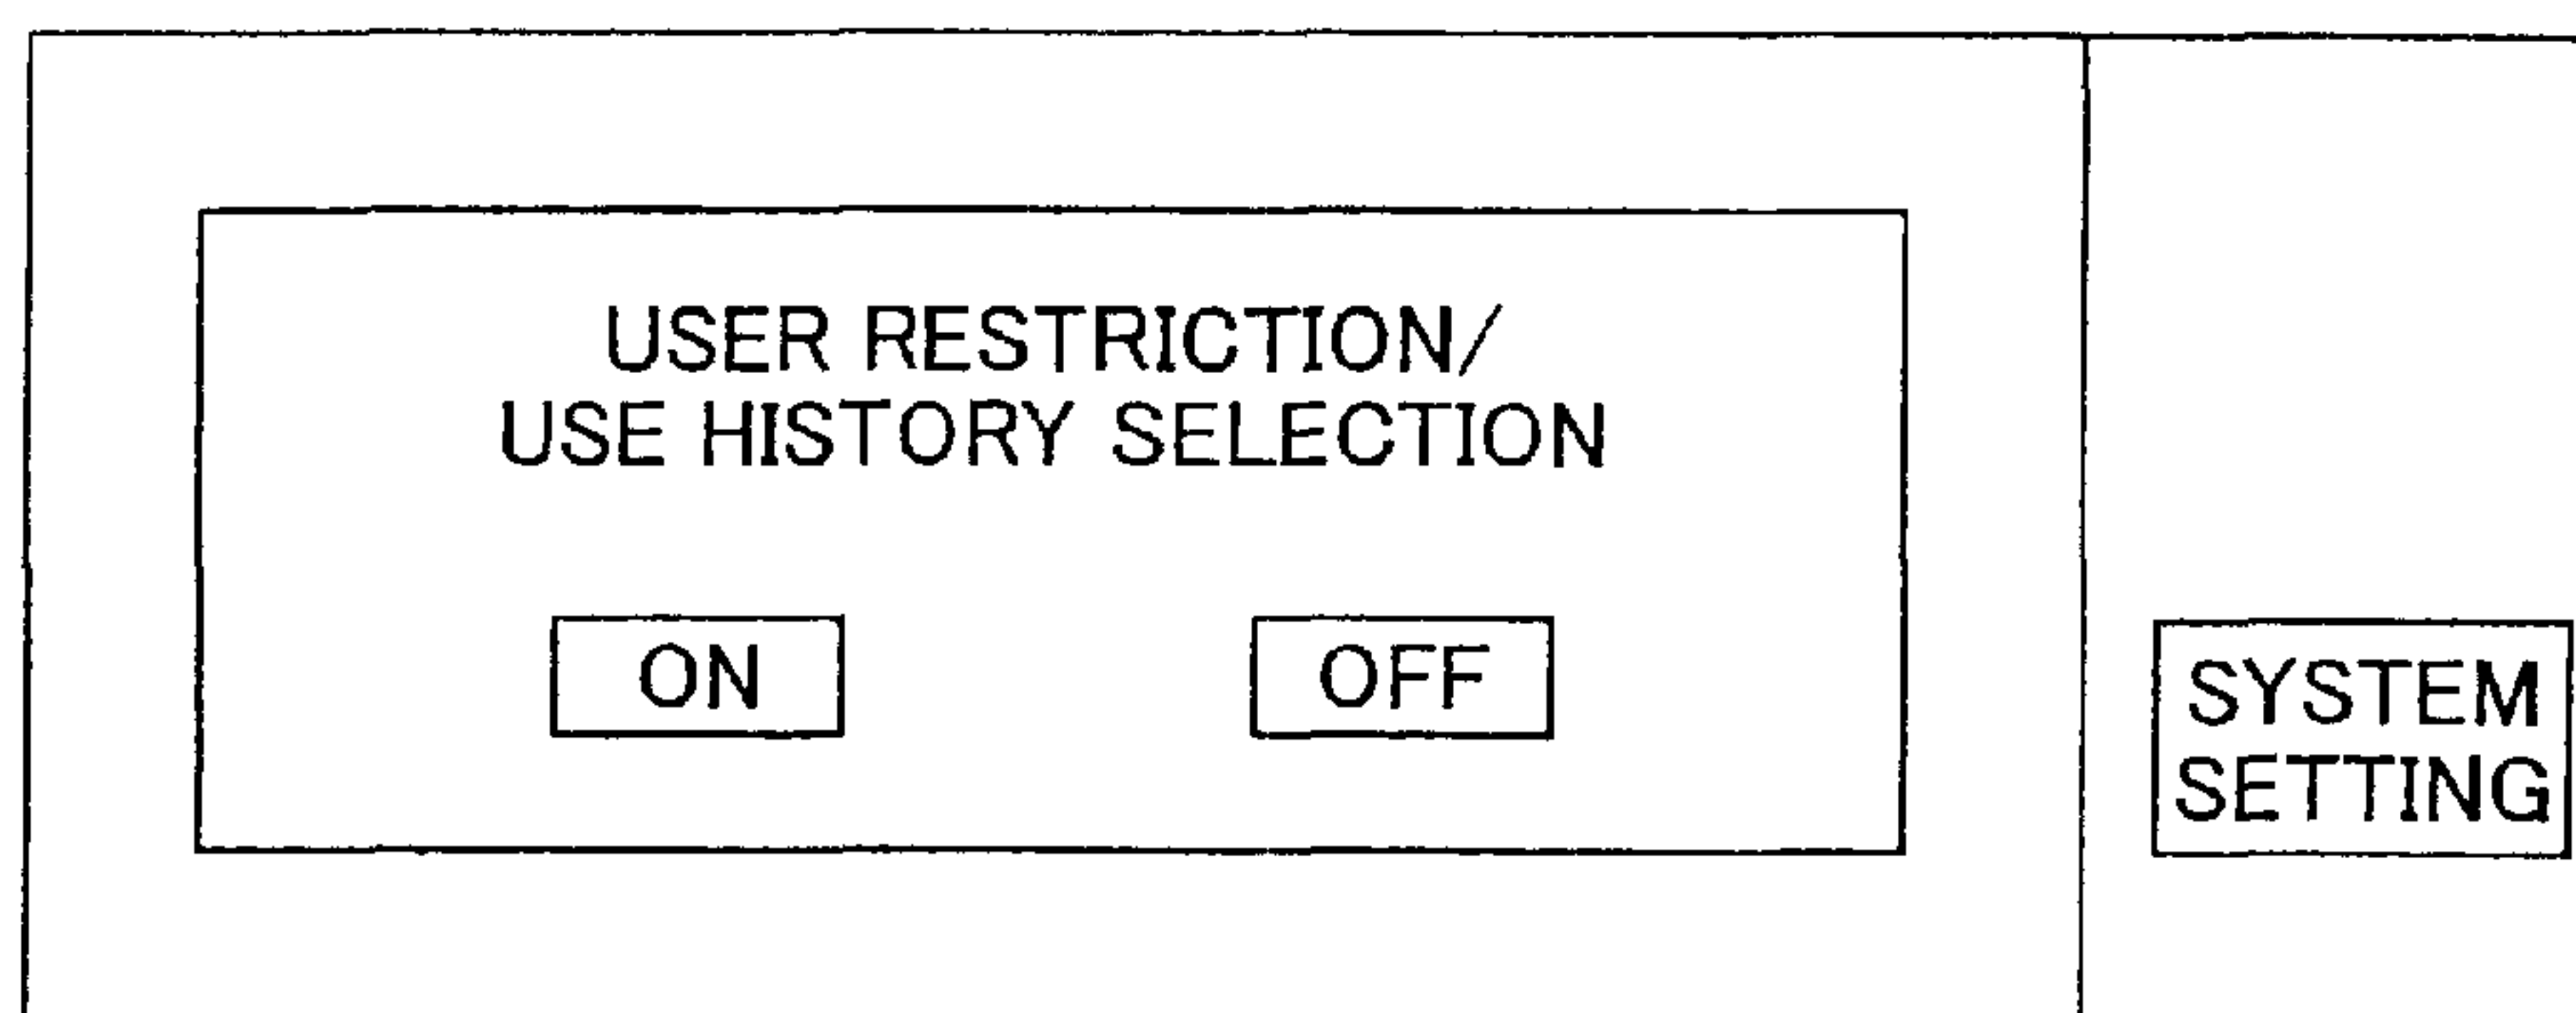 USER RESTRICTION/
USE HISTORY SELECTION
ON
OFF
SYSTEM
SETTING